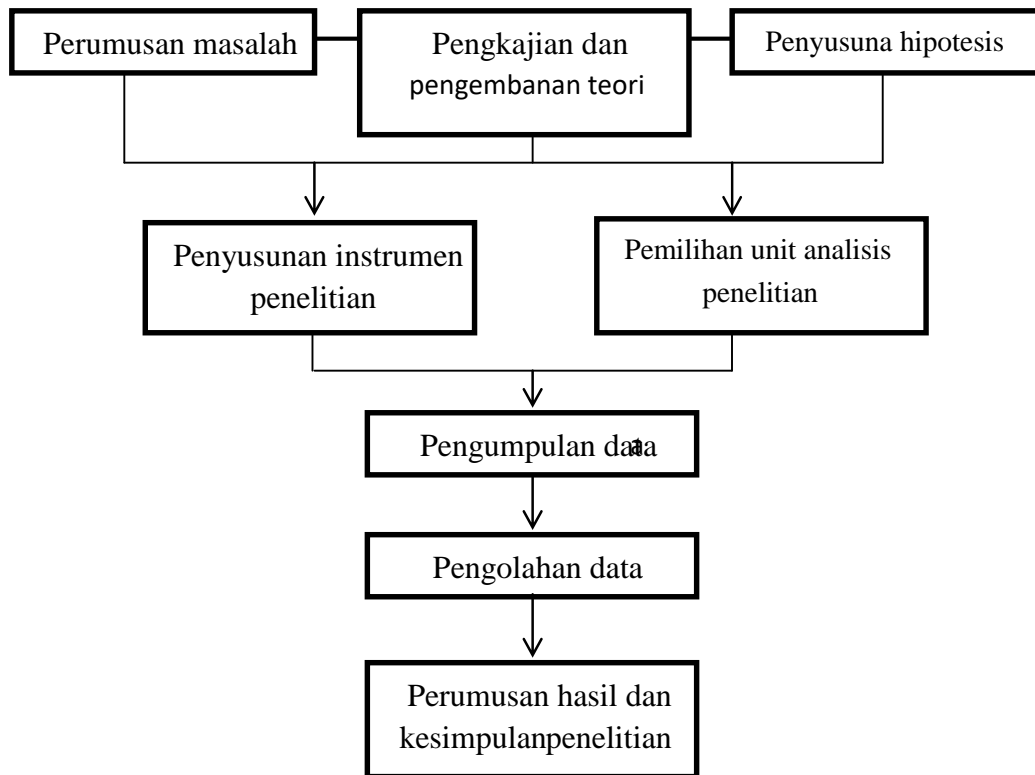 Perumusan masalah
Pengkajian dan
pengembanan teori
Penyusuna hipotesis
Penyusunan instrumen
penelitian
Pemilihan unit analisis
penelitian
Pengumpulan data
Pengolahan data
Perumusan hasil dan
kesimpulanpenelitian